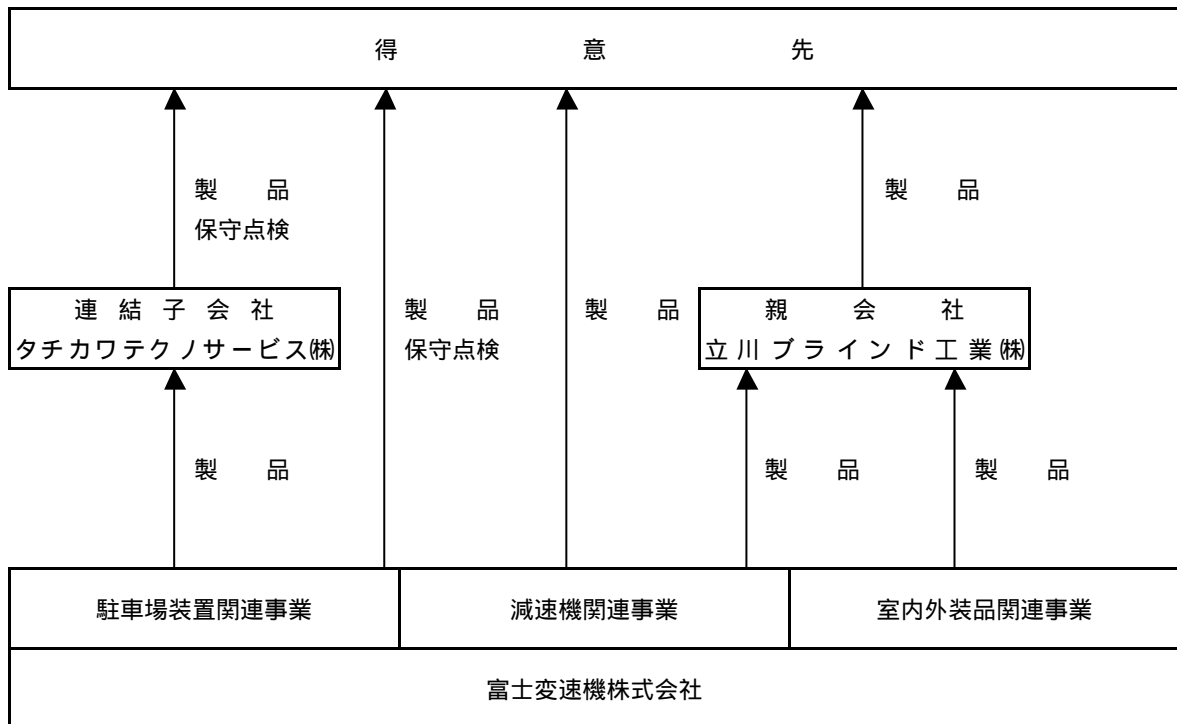 得意先
製品
保守点検
製品
連結子会社
タチカワテクノサービス㈱
製品
保守点検
製品
親会社
立川ブラインド工業㈱
製品
製品
製品
駐車場装置関連事業
減速機関連事業
室内外装品関連事業
富士変速機株式会社